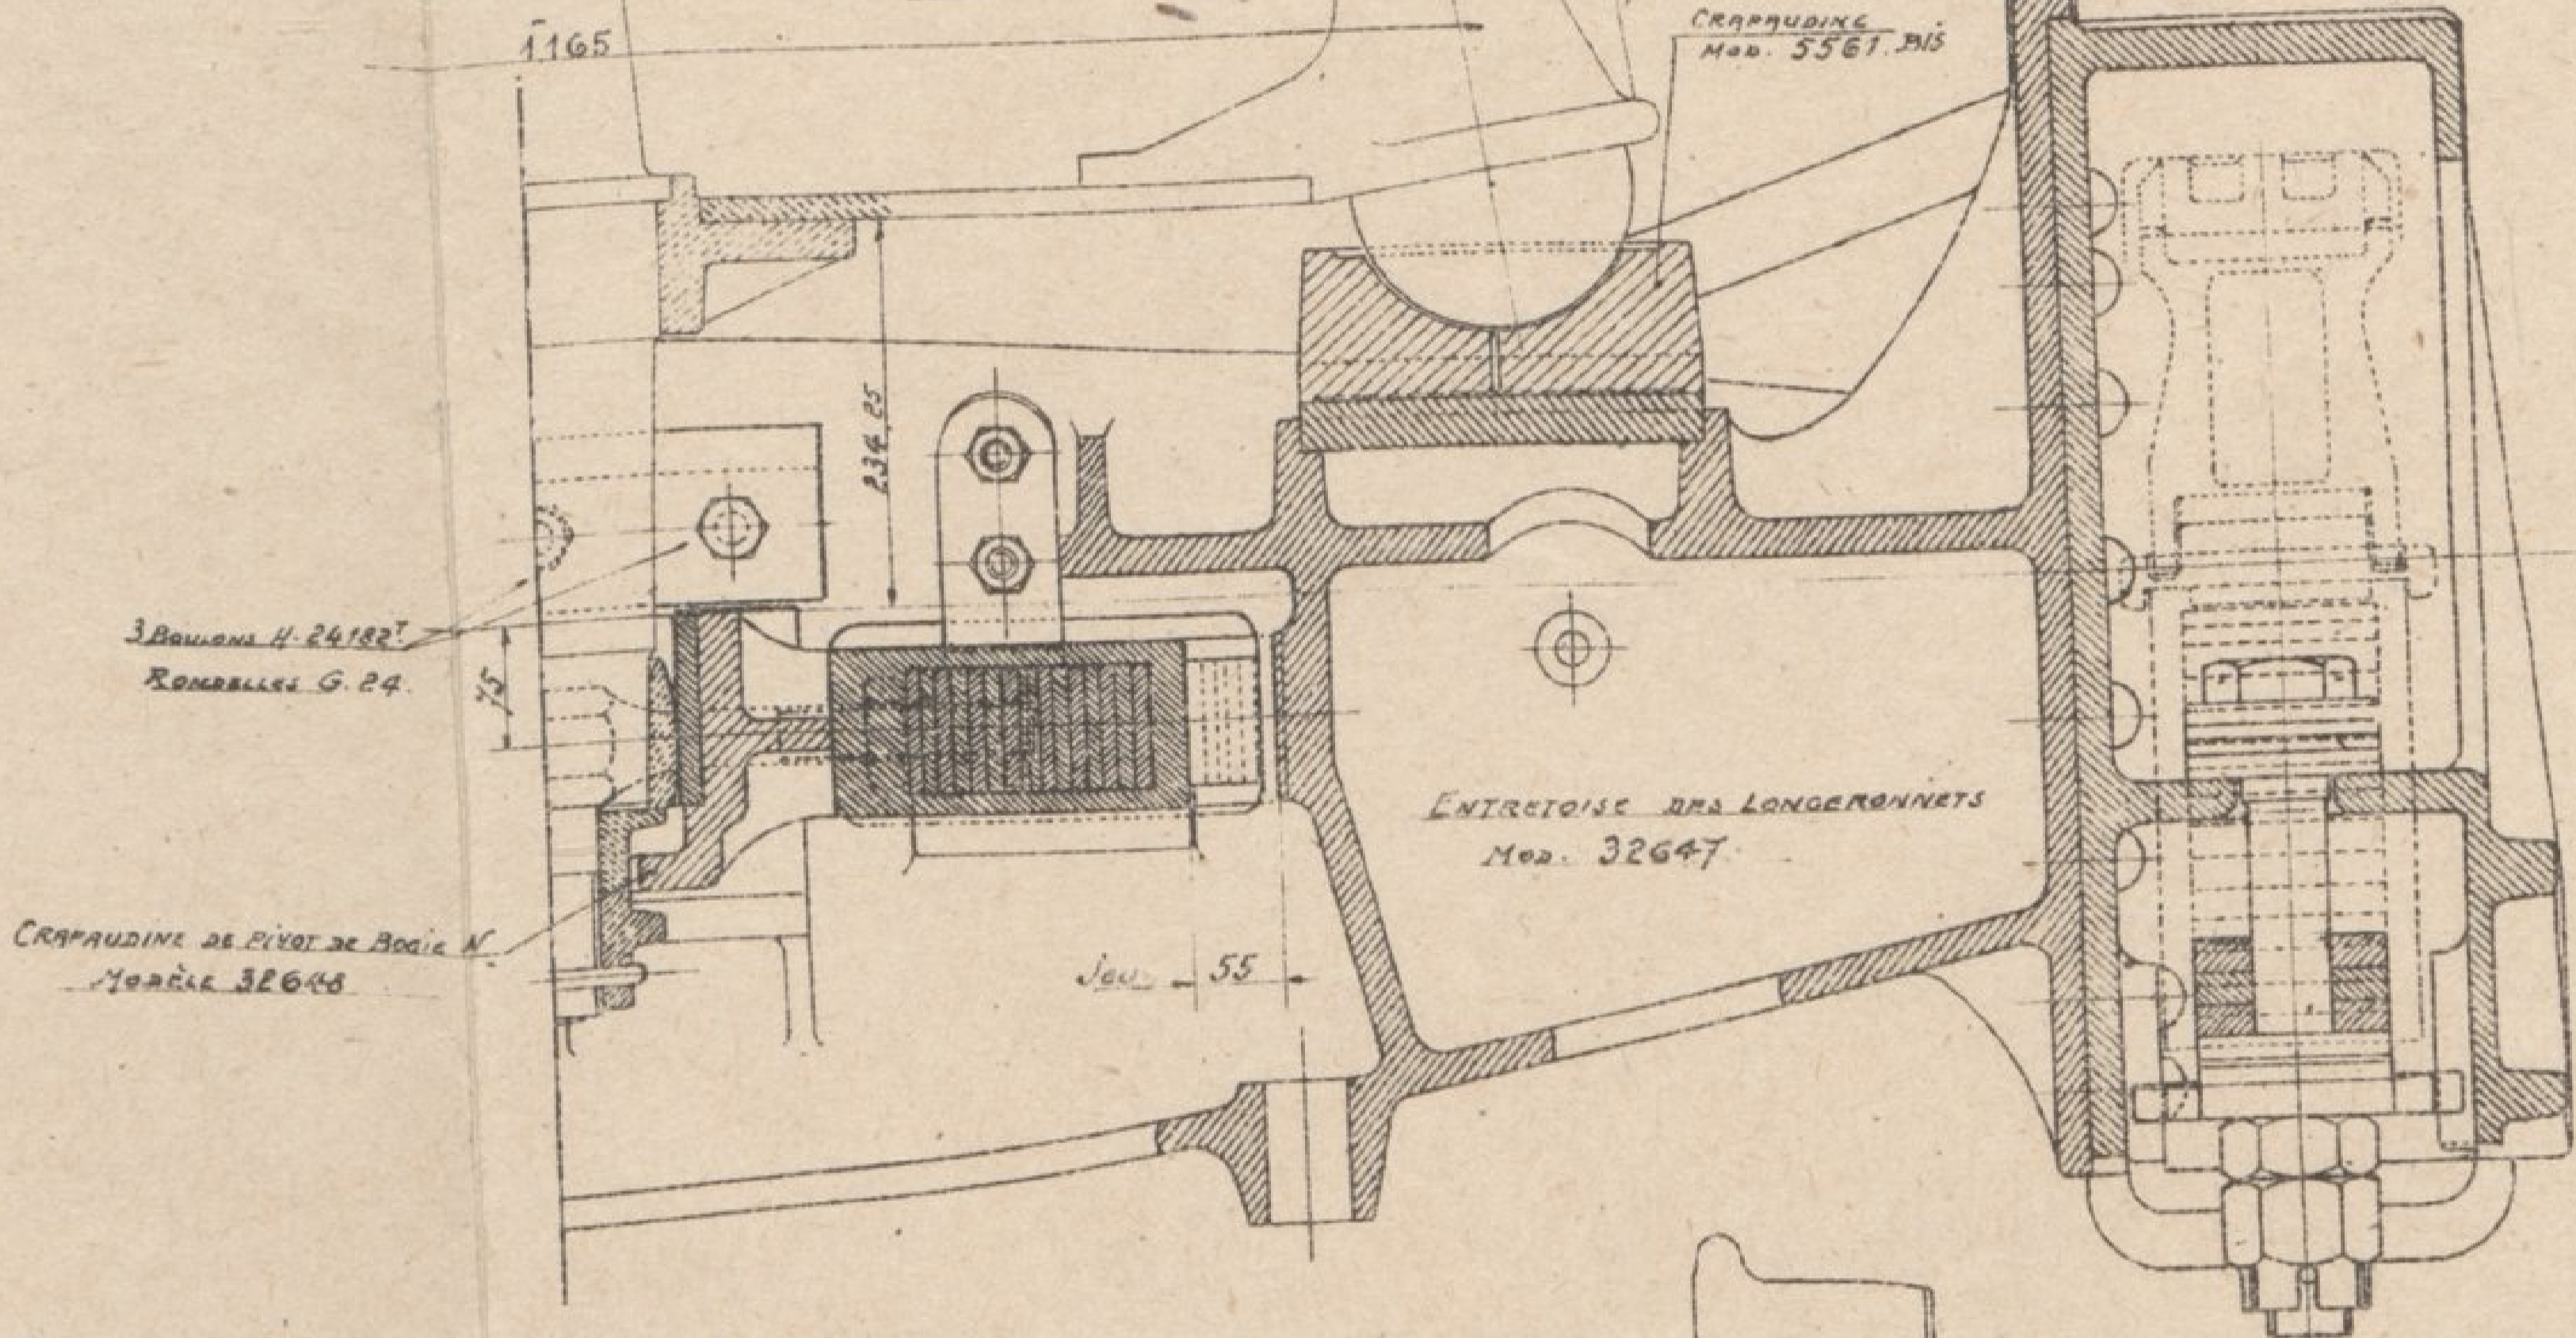 1165
CRAPAUDINE
MOD. 5561. BIS
234 25
3 BOULONS H. 24182T
RONDELLES G. 24.
75
ENTRETOISE DES LONGERONNETS
MOD. 32647
CRAPAUDINE DE PIVOT DE BOGIE N
MODÈLE 32648
Jeu 55